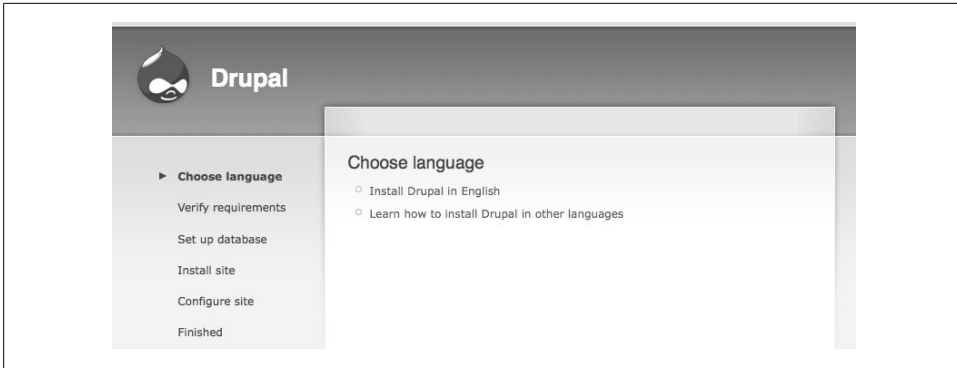 Drupal
Choose language
Verify requirements
Set up database
Install site
Configure site
Finished
Choose language
Install Drupal in English
Learn how to install Drupal in other languages